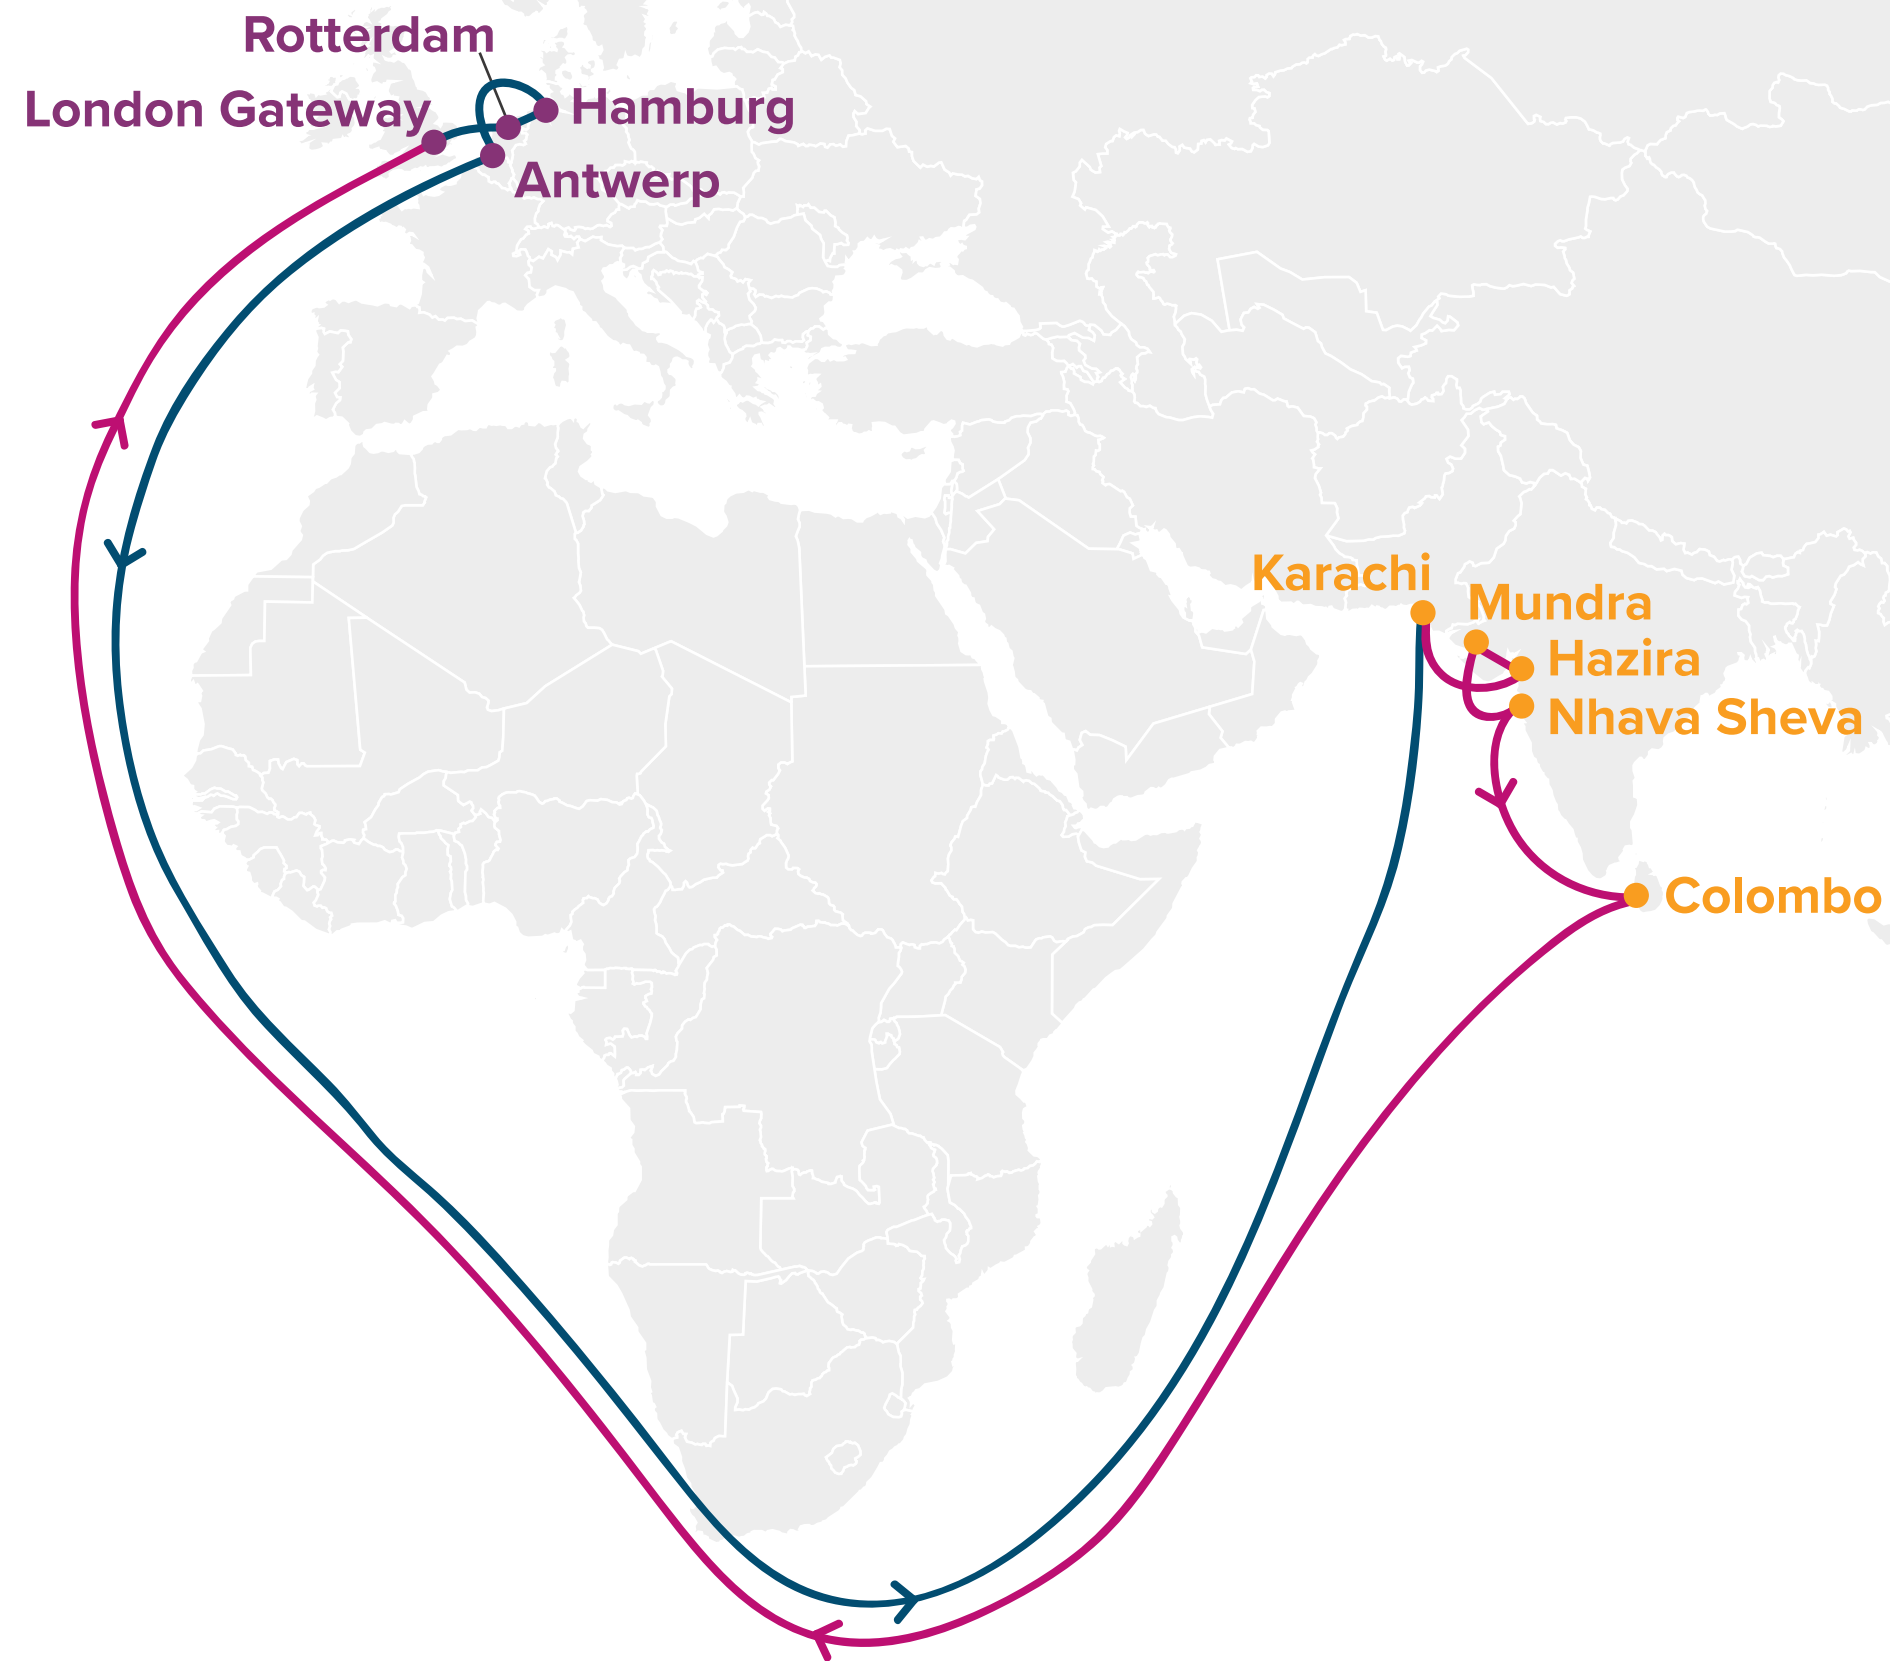 Rotterdam
London Gateway
Hamburg
Antwerp
Karachi
Mundra
Hazira
Nhava Sheva
Colombo